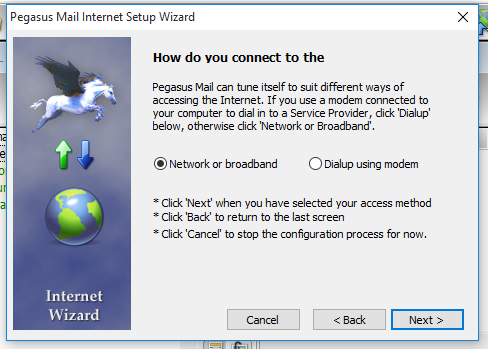 Pegasus Mail Internet Setup Wizard
How do you connect to the
Pegasus Mail can tune itself to suit different ways of
accessing the Internet. If you use a modem connected to
your computer to dial in to a Service Provider, click 'Dialup'
below, otherwise click 'Network or Broadband'.
Network or broadband Dialup using modem
* Click 'Next' when you have selected your access method
* Click 'Back' to return to the last screen
* Click 'Cancel' to stop the configuration process for now.
Internet
Wizard
Cancel < Back Next >